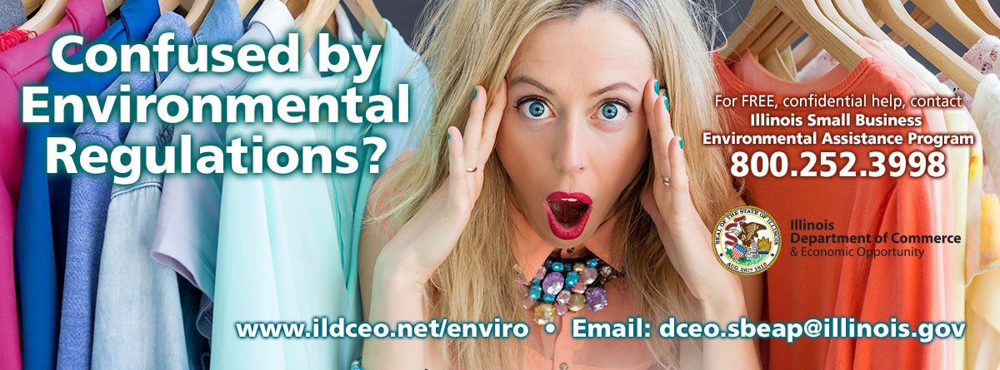 Confused by
Environmental
Regulations?
For FREE, confidential help, contact
Illinois Small Business
Environmental Assistance Program
800.252.3998
SEAL OF THE STATE OF ILLINOIS
AUG. 26TH 1818
Illinois
Department of Commerce
& Economic Opportunity
www.ildceo.net/enviro • Email: dceo.sbeap@illinois.gov